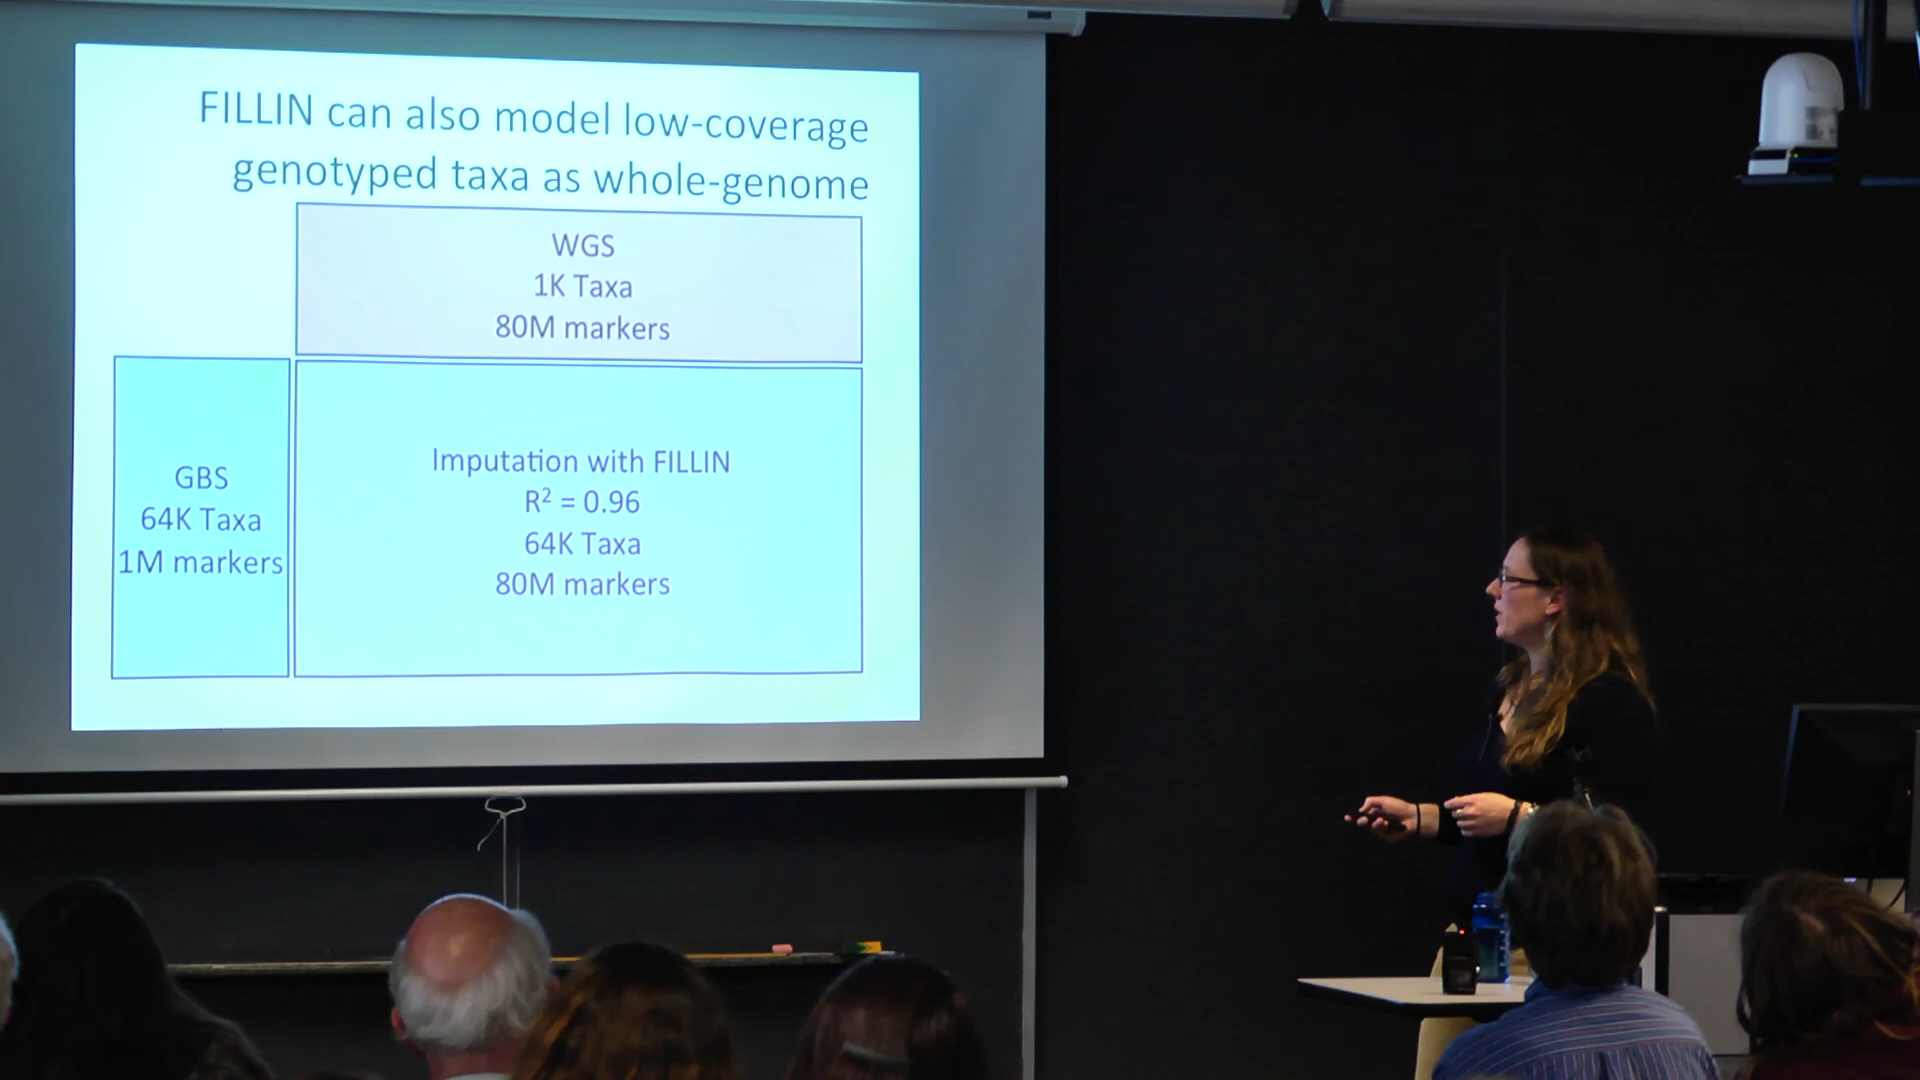 FILLIN can also model low-coverage
genotyped taxa as whole-genome
WGS
1K Taxa
80M markers
GBS
64K Taxa
1M markers
Imputation with FILLIN
R² = 0.96
64K Taxa
80M markers